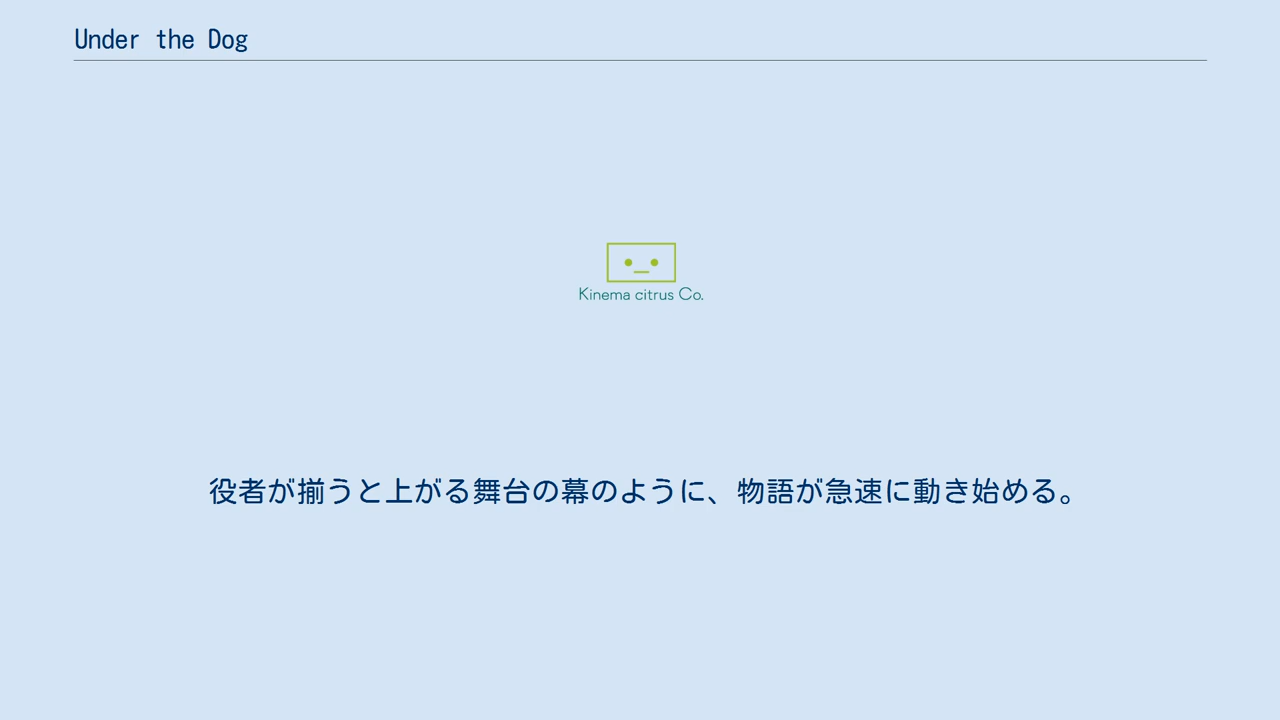 Under the Dog
Kinema citrus Co.
役者が揃うと上がる舞台の幕のように、物語が急速に動き始める。